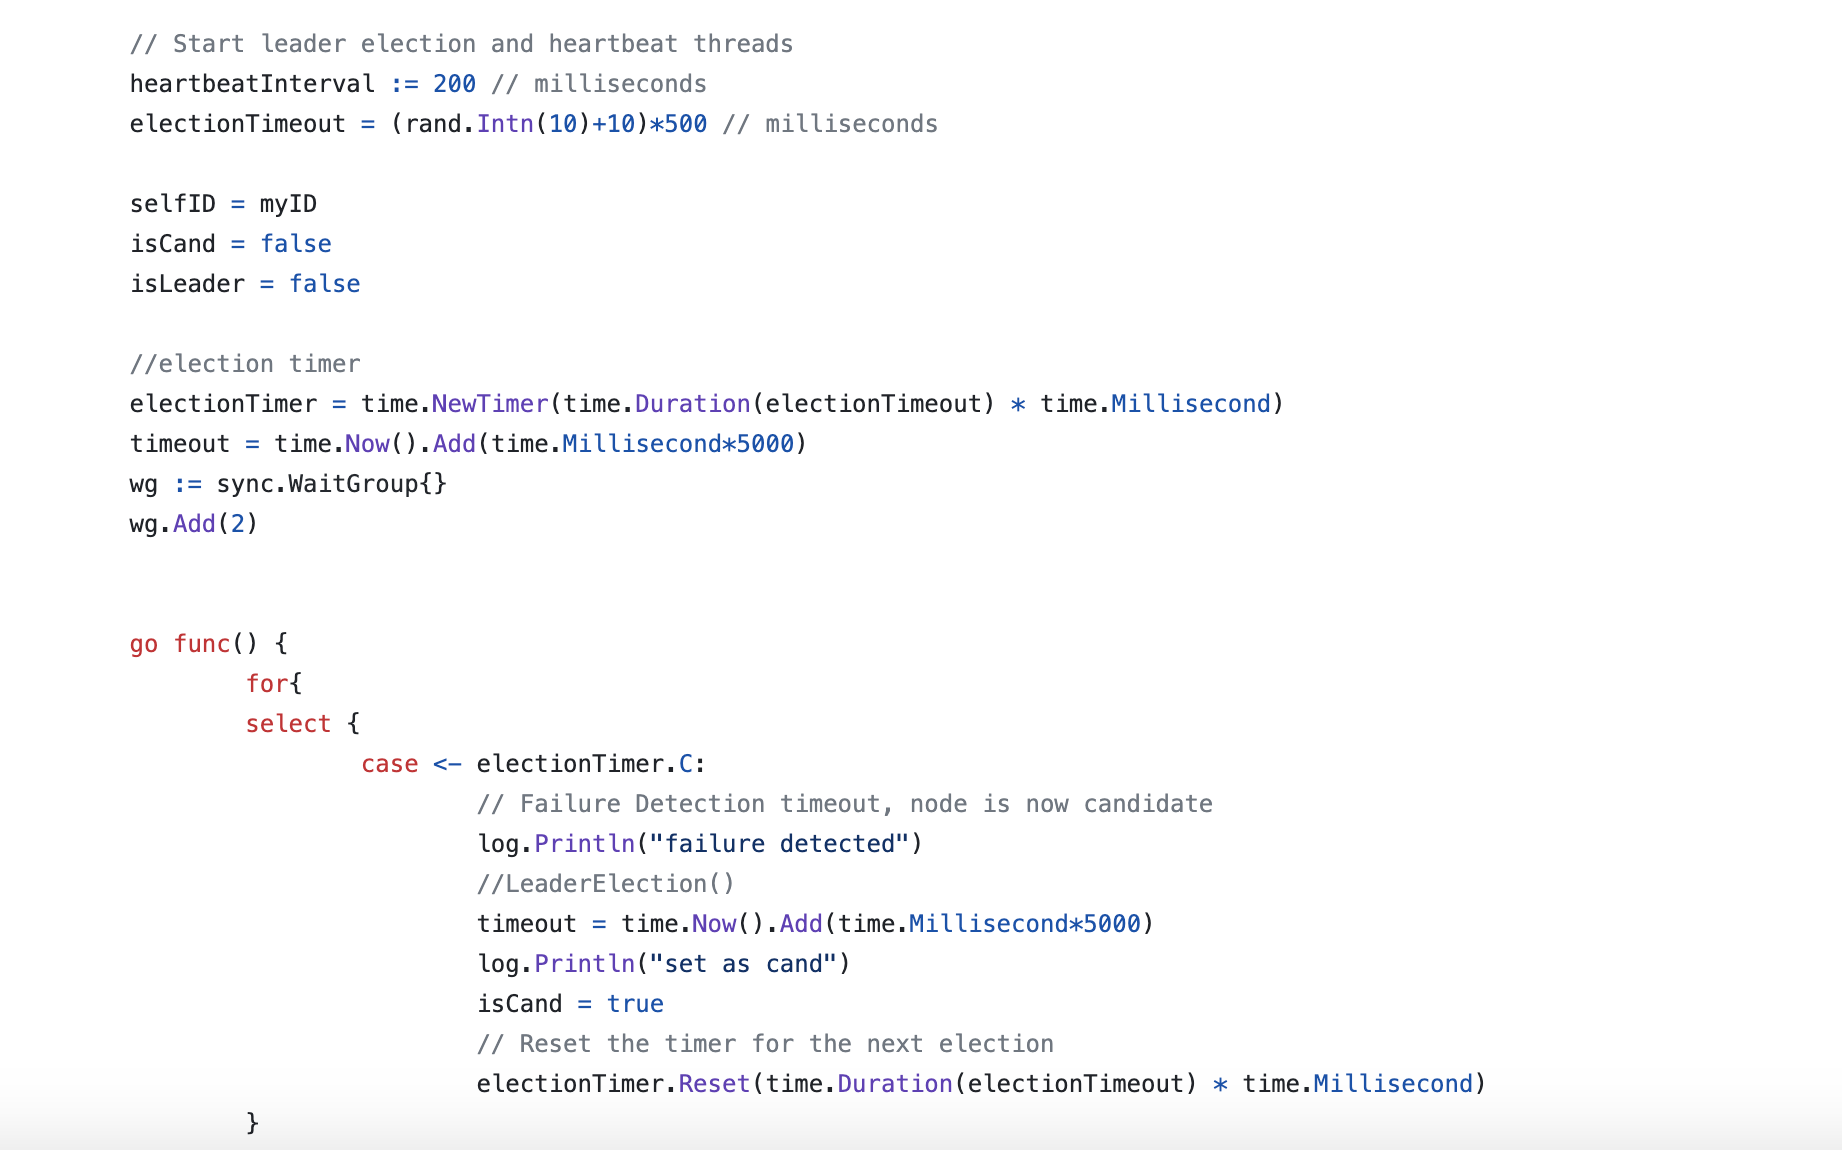 // Start leader election and heartbeat threads
heartbeatInterval := 200 // milliseconds
electionTimeout = (rand.Intn(10)+10)*500 // milliseconds
selfID = myID
isCand = false
isLeader = false
//election timer
electionTimer = time.NewTimer(time.Duration(electionTimeout) * time.Millisecond)
timeout = time.Now().Add(time.Millisecond*5000)
wg := sync.WaitGroup{}
wg.Add(2)
go func() {
for{
select {
case <- electionTimer.C:
// Failure Detection timeout, node is now candidate
log.Println("failure detected")
//LeaderElection()
timeout = time.Now().Add(time.Millisecond*5000)
log.Println("set as cand")
isCand = true
// Reset the timer for the next election
electionTimer.Reset(time.Duration(electionTimeout) * time.Millisecond)
}